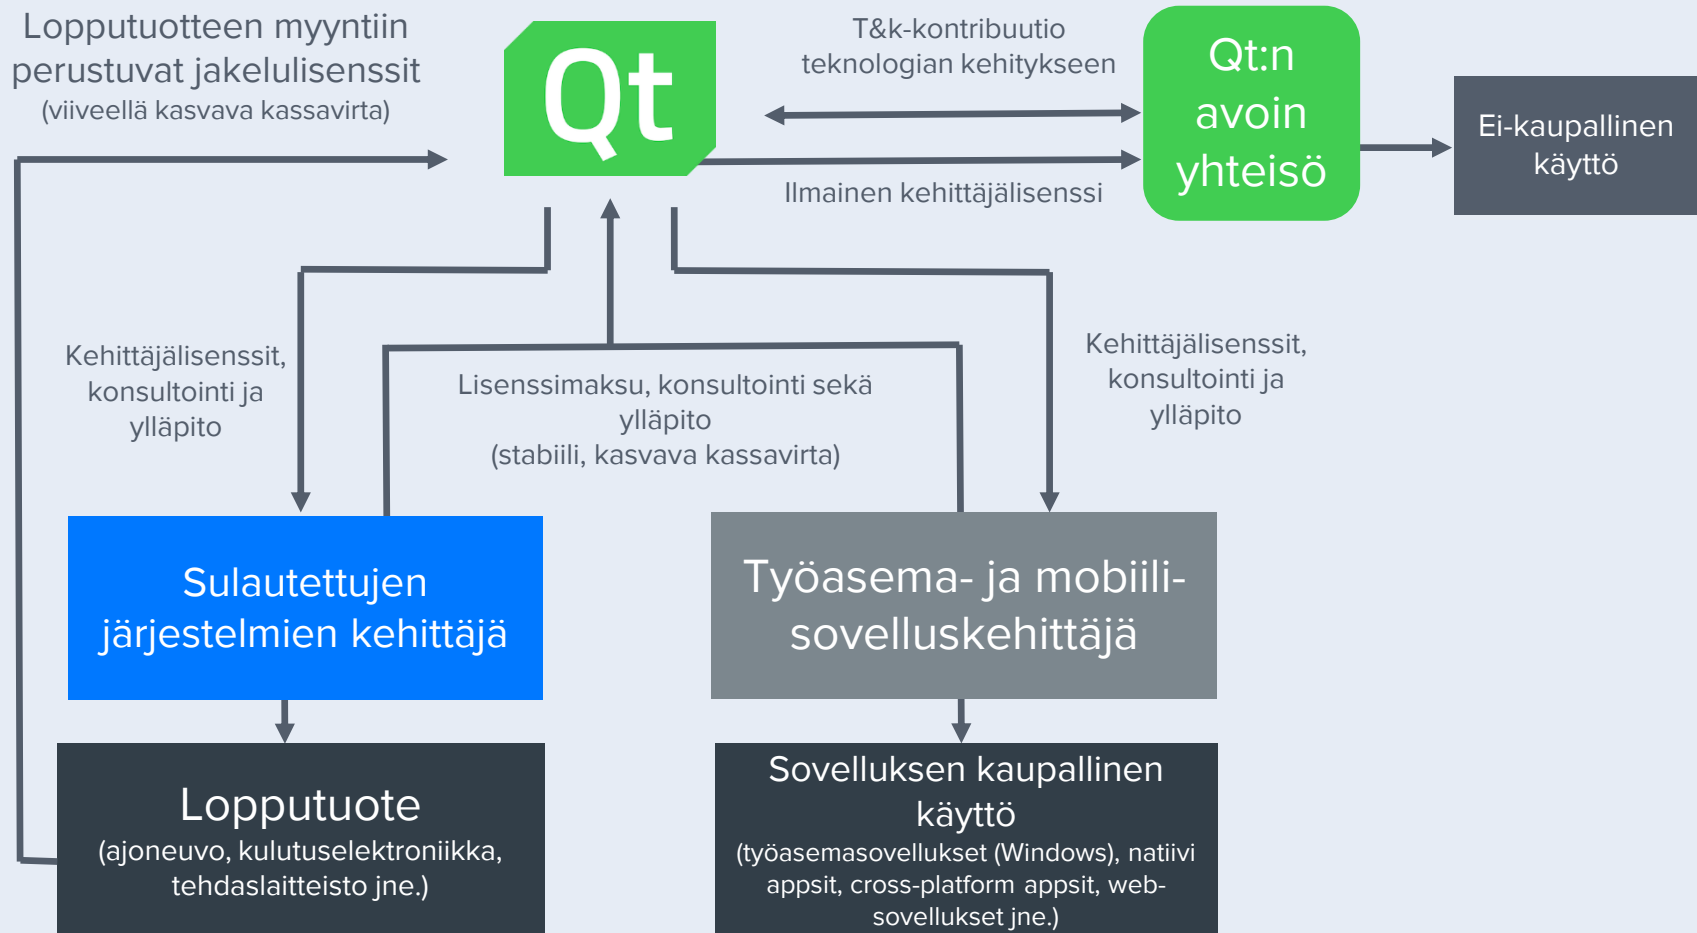 Lopputuotteen myyntiin
perustuvat jakelulisenssit
(viiveellä kasvava kassavirta)
Qt
T&k-kontribuutio
teknologian kehitykseen
Ilmainen kehittäjälisenssi
Qt:n
avoin
yhteisö
Ei-kaupallinen
käyttö
Kehittäjälisenssit,
konsultointi ja
ylläpito
Lisenssimaksu, konsultointi sekä
ylläpito
(stabiili, kasvava kassavirta)
Kehittäjälisenssit,
konsultointi ja
ylläpito
Sulautettujen
järjestelmien kehittäjä
Työasema- ja mobiili-
sovelluskehittäjä
Lopputuote
(ajoneuvo, kulutuselektroniikka,
tehdaslaitteisto jne.)
Sovelluksen kaupallinen
käyttö
(työasemasovellukset (Windows), natiivi
appsit, cross-platform appsit, web-
sovellukset jne.)